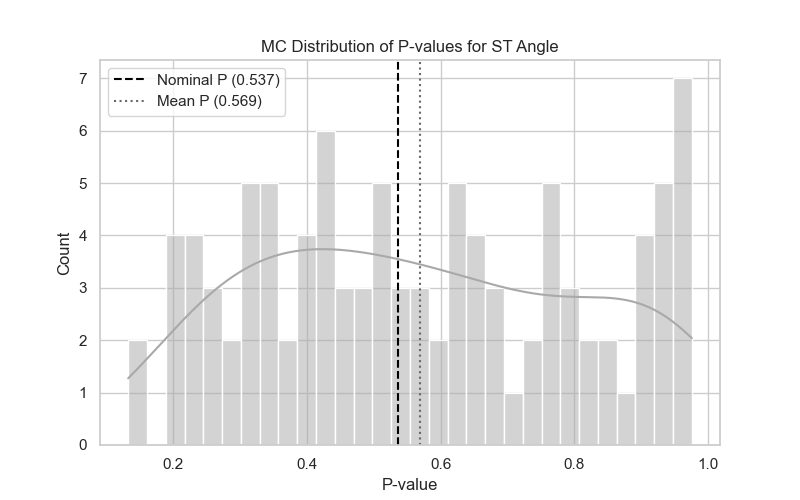 MC Distribution of P-values for ST Angle
Nominal P (0.537)
Mean P (0.569)
Count
7
6
5
4
3
2
1
0
0.2 0.4 0.6 0.8 1.0
P-value